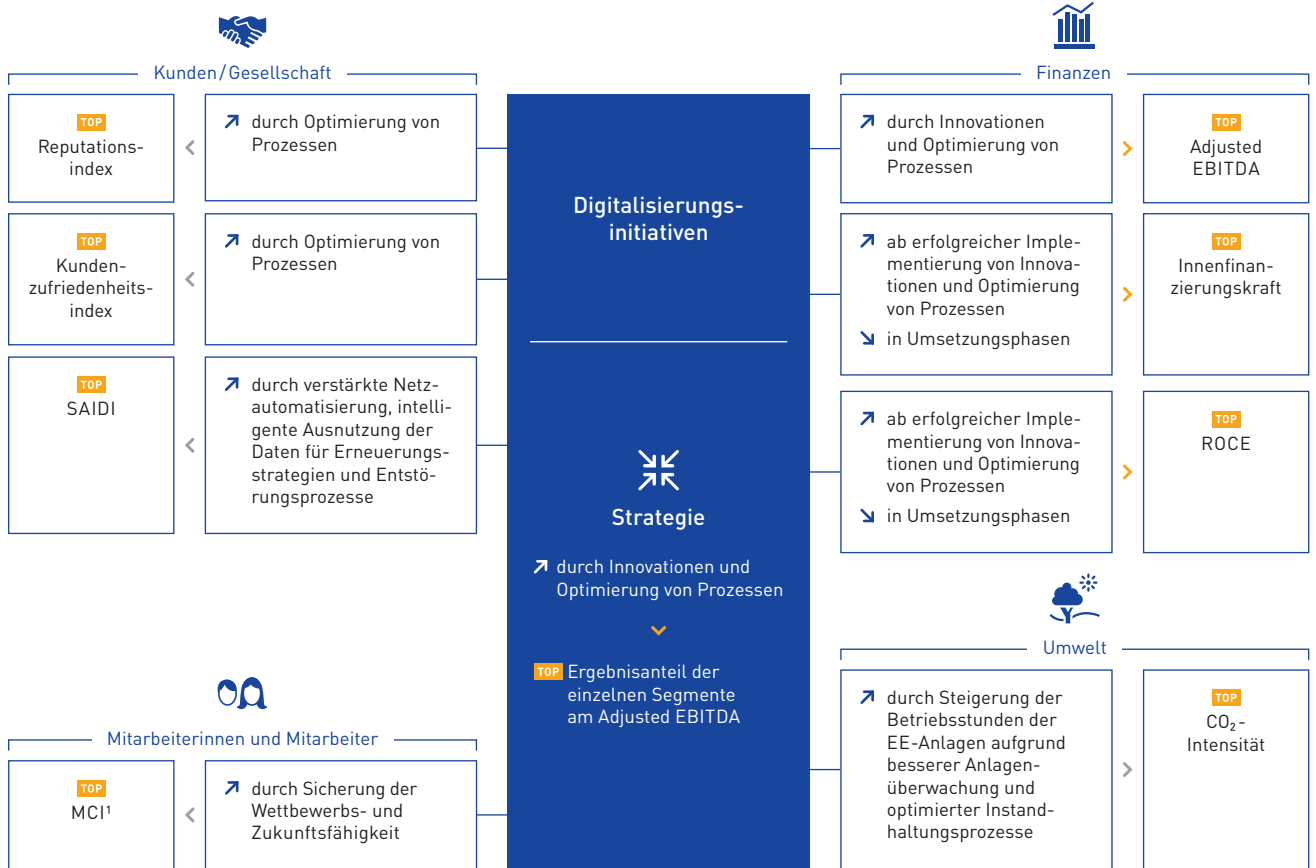 Kunden/Gesellschaft
TOP
Reputations-
index
durch Optimierung von
Prozessen
TOP
Kunden-
zufriedenheits-
index
durch Optimierung von
Prozessen
TOP
SAIDI
durch verstärkte Netz-
automatisierung, intelli-
gente Ausnutzung der
Daten für Erneuerungs-
strategien und Entstö-
rungsprozesse
Mitarbeiterinnen und Mitarbeiter
TOP
MCI¹
durch Sicherung der
Wettbewerbs- und
Zukunftsfähigkeit
Digitalisierungs-
initiativen
Strategie
durch Innovationen und
Optimierung von Prozessen
TOP Ergebnisanteil der
einzelnen Segmente
am Adjusted EBITDA
Finanzen
durch Innovationen
und Optimierung von
Prozessen
TOP
Adjusted
EBITDA
ab erfolgreicher Imple-
mentierung von Innova-
tionen und Optimierung
von Prozessen
in Umsetzungsphasen
TOP
Innenfinan-
zierungskraft
ab erfolgreicher Imple-
mentierung von Innova-
tionen und Optimierung
von Prozessen
in Umsetzungsphasen
TOP
ROCE
Umwelt
durch Steigerung der
Betriebsstunden der
EE-Anlagen aufgrund
besserer Anlagen-
überwachung und
optimierter Instand-
haltungsprozesse
TOP
CO₂-
Intensität